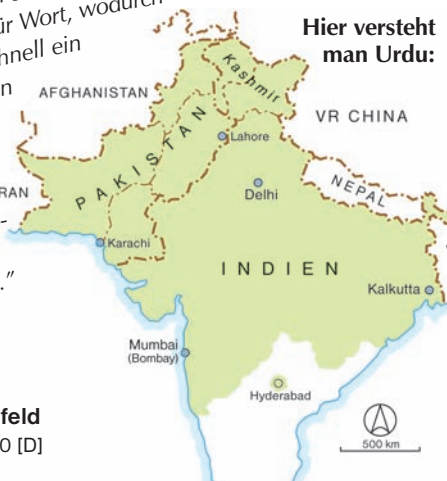 ür Wort, wodurch
hnell ein
n
-
."
feld
0 [D]
Hier versteht
man Urdu:
AFGHANISTAN
Kashmir
VR CHINA
Lahore
PAKISTAN
RAN
NEPAL
Delhi
Karachi
INDIEN
Kalkutta
Mumbai
(Bombay)
Hyderabad
500 km